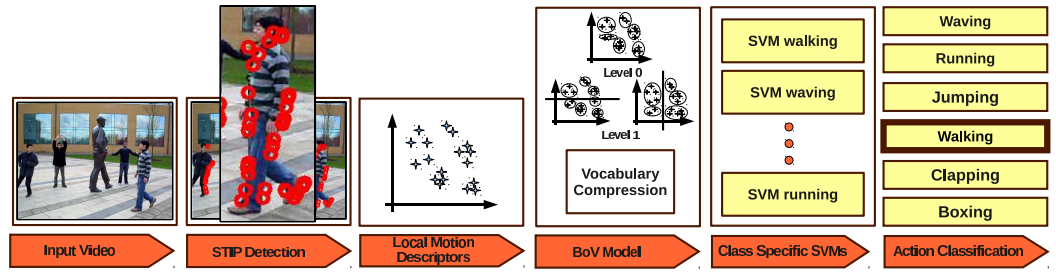 Level 0
Level 1
Vocabulary
Compression
SVM walking
SVM waving
SVM running
Waving
Running
Jumping
Walking
Clapping
Boxing
Input Video
STIP Detection
Local Motion
Descriptors
BoV Model
Class Specific SVMs
Action Classification